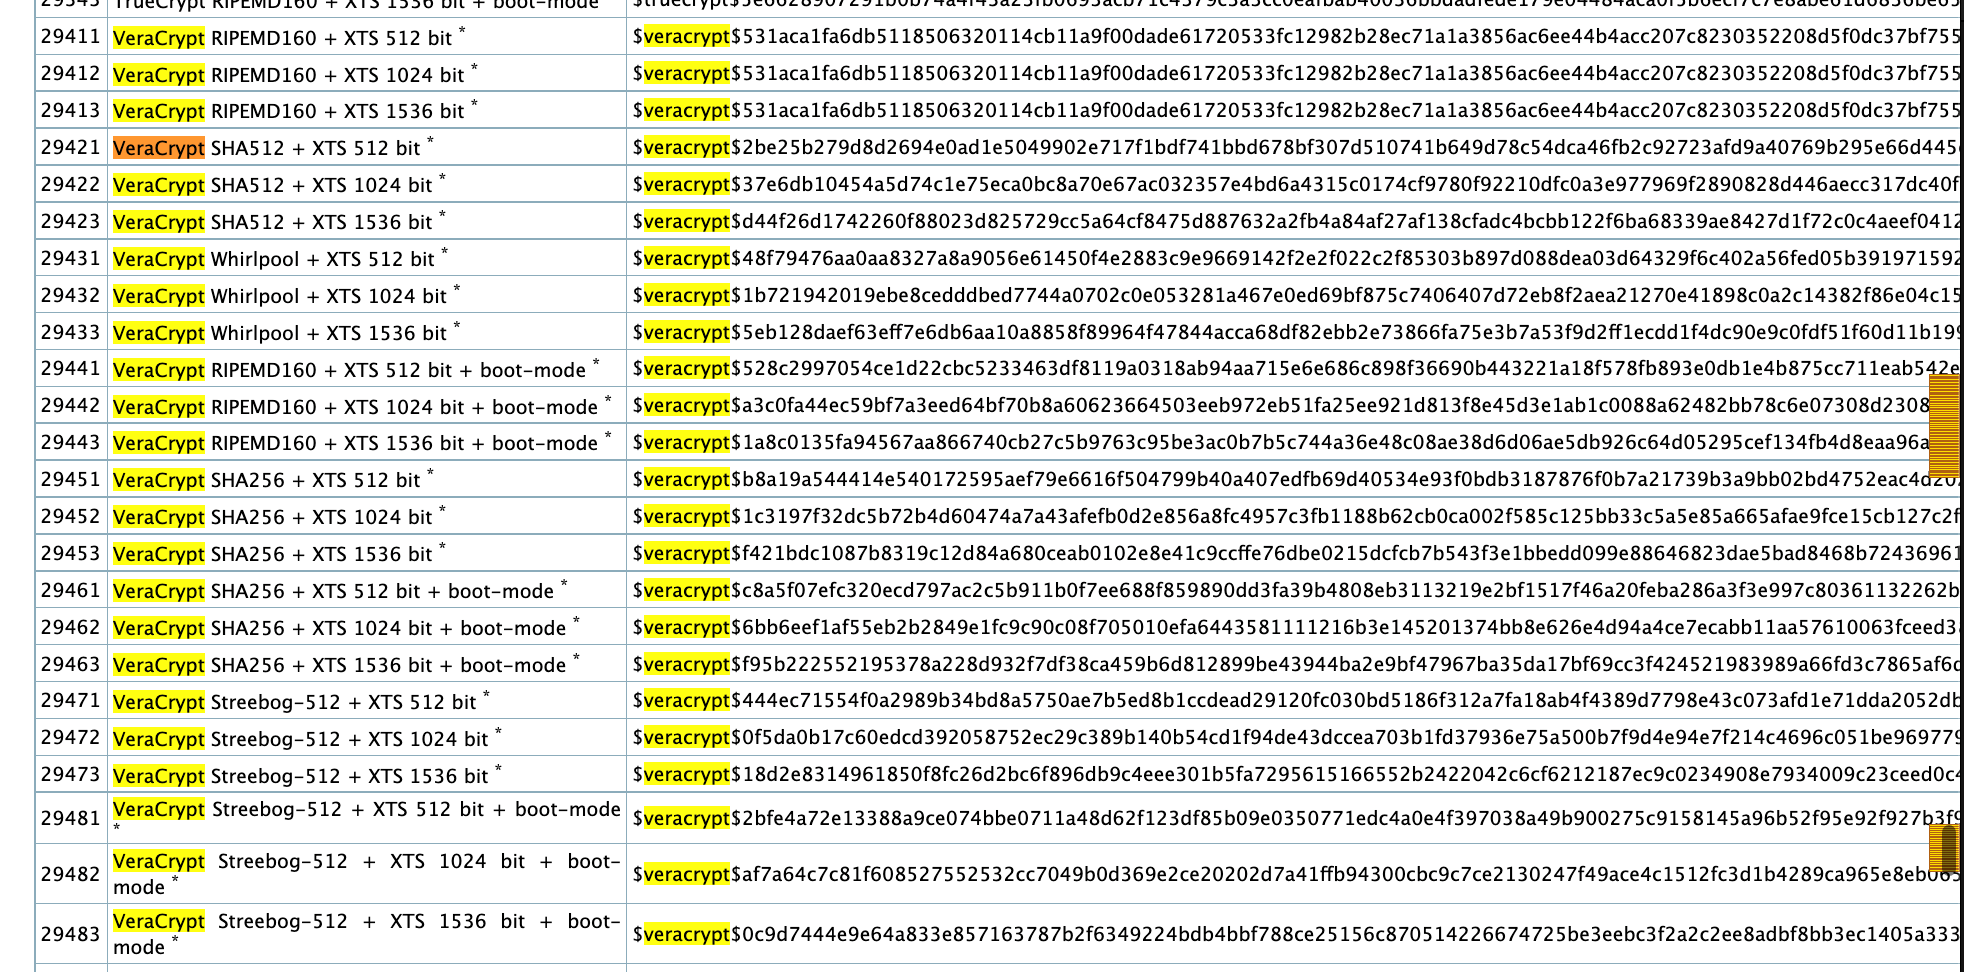 29411 VeraCrypt RIPEMD160 + XTS 512 bit * $veracrypt$531aca1fa6db5118506320114cb11a9f00dade61720533fc12982b28ec71a1a3856ac6ee44b4acc207c8230352208d5f0dc37bf755
29412 VeraCrypt RIPEMD160 + XTS 1024 bit * $veracrypt$531aca1fa6db5118506320114cb11a9f00dade61720533fc12982b28ec71a1a3856ac6ee44b4acc207c8230352208d5f0dc37bf755
29413 VeraCrypt RIPEMD160 + XTS 1536 bit * $veracrypt$531aca1fa6db5118506320114cb11a9f00dade61720533fc12982b28ec71a1a3856ac6ee44b4acc207c8230352208d5f0dc37bf755
29421 VeraCrypt SHA512 + XTS 512 bit * $veracrypt$2be25b279d8d2694e0ad1e5049902e717f1bdf741bbd678bf307d510741b649d78c54dca46fb2c92723afd9a40769b295e66d445
29422 VeraCrypt SHA512 + XTS 1024 bit * $veracrypt$37e6db10454a5d74c1e75eca0bc8a70e67ac032357e4bd6a4315c0174cf9780f92210dfc0a3e977969f2890828d446aecc317dc40f
29423 VeraCrypt SHA512 + XTS 1536 bit * $veracrypt$d44f26d1742260f88023d825729cc5a64cf8475d887632a2fb4a84af27af138cfadc4bcbb122f6ba68339ae8427d1f72c0c4aeef0412
29431 VeraCrypt Whirlpool + XTS 512 bit * $veracrypt$48f79476aa0aa8327a8a9056e61450f4e2883c9e9669142f2e2f022c2f85303b897d088dea03d64329f6c402a56fed05b391971592
29432 VeraCrypt Whirlpool + XTS 1024 bit * $veracrypt$1b721942019ebe8cedddbed7744a0702c0e053281a467e0ed69bf875c7406407d72eb8f2aea21270e41898c0a2c14382f86e04c15
29433 VeraCrypt Whirlpool + XTS 1536 bit * $veracrypt$5eb128daef63eff7e6db6aa10a8858f89964f47844acca68df82ebb2e73866fa75e3b7a53f9d2ff1ecdd1f4dc90e9c0fdf51f60d11b199
29441 VeraCrypt RIPEMD160 + XTS 512 bit + boot-mode * $veracrypt$528c2997054ce1d22cbc5233463df8119a0318ab94aa715e6e686c898f36690b443221a18f578fb893e0db1e4b875cc711eab542e
29442 VeraCrypt RIPEMD160 + XTS 1024 bit + boot-mode * $veracrypt$a3c0fa44ec59bf7a3eed64bf70b8a60623664503eeb972eb51fa25ee921d813f8e45d3e1ab1c0088a62482bb78c6e07308d2308
29443 VeraCrypt RIPEMD160 + XTS 1536 bit + boot-mode * $veracrypt$1a8c0135fa94567aa866740cb27c5b9763c95be3ac0b7b5c744a36e48c08ae38d6d06ae5db926c64d05295cef134fb4d8eaa96a
29451 VeraCrypt SHA256 + XTS 512 bit * $veracrypt$b8a19a544414e540172595aef79e6616f504799b40a407edfb69d40534e93f0bdb3187876f0b7a21739b3a9bb02bd4752eac4d20
29452 VeraCrypt SHA256 + XTS 1024 bit * $veracrypt$1c3197f32dc5b72b4d60474a7a43afefb0d2e856a8fc4957c3fb1188b62cb0ca002f585c125bb33c5a5e85a665afae9fce15cb127c2f
29453 VeraCrypt SHA256 + XTS 1536 bit * $veracrypt$f421bdc1087b8319c12d84a680ceab0102e8e41c9ccffe76dbe0215dcfcb7b543f3e1bbedd099e88646823dae5bad8468b72436961
29461 VeraCrypt SHA256 + XTS 512 bit + boot-mode * $veracrypt$c8a5f07efc320ecd797ac2c5b911b0f7ee688f859890dd3fa39b4808eb3113219e2bf1517f46a20feba286a3f3e997c80361132262b
29462 VeraCrypt SHA256 + XTS 1024 bit + boot-mode * $veracrypt$6bb6eef1af55eb2b2849e1fc9c90c08f705010efa6443581111216b3e145201374bb8e626e4d94a4ce7ecabb11aa57610063fceed3
29463 VeraCrypt SHA256 + XTS 1536 bit + boot-mode * $veracrypt$f95b222552195378a228d932f7df38ca459b6d812899be43944ba2e9bf47967ba35da17bf69cc3f424521983989a66fd3c7865af6
29471 VeraCrypt Streebog-512 + XTS 512 bit * $veracrypt$444ec71554f0a2989b34bd8a5750ae7b5ed8b1ccdead29120fc030bd5186f312a7fa18ab4f4389d7798e43c073afd1e71dda2052db
29472 VeraCrypt Streebog-512 + XTS 1024 bit * $veracrypt$0f5da0b17c60edcd392058752ec29c389b140b54cd1f94de43dccea703b1fd37936e75a500b7f9d4e94e7f214c4696c051be969779
29473 VeraCrypt Streebog-512 + XTS 1536 bit * $veracrypt$18d2e8314961850f8fc26d2bc6f896db9c4eee301b5fa7295615166552b2422042c6cf6212187ec9c0234908e7934009c23ceed0c4
29481 VeraCrypt Streebog-512 + XTS 512 bit + boot-mode $veracrypt$2bfe4a72e13388a9ce074bbe0711a48d62f123df85b09e0350771edc4a0e4f397038a49b900275c9158145a96b52f95e92f927b3f9
*
29482 VeraCrypt Streebog-512 + XTS 1024 bit + boot- $veracrypt$af7a64c7c81f608527552532cc7049b0d369e2ce20202d7a41ffb94300cbc9c7ce2130247f49ace4c1512fc3d1b4289ca965e8eb065
mode *
29483 VeraCrypt Streebog-512 + XTS 1536 bit + boot- $veracrypt$0c9d7444e9e64a833e857163787b2f6349224bdb4bbf788ce25156c870514226674725be3eebc3f2a2c2ee8adbf8bb3ec1405a333
mode *